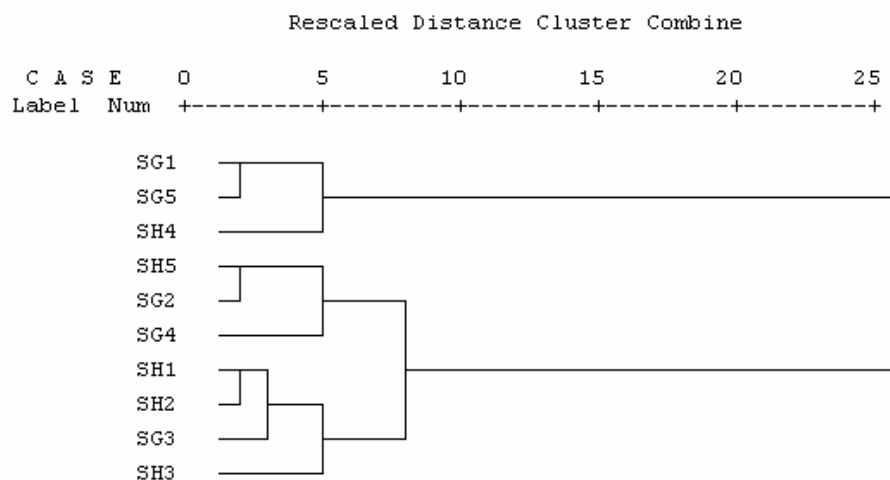 Rescaled Distance Cluster Combine
C A S E 0 5 10 15 20 25
Label Num +---------+---------+---------+---------+---------+
SG1
SG5
SH4
SH5
SG2
SG4
SH1
SH2
SG3
SH3